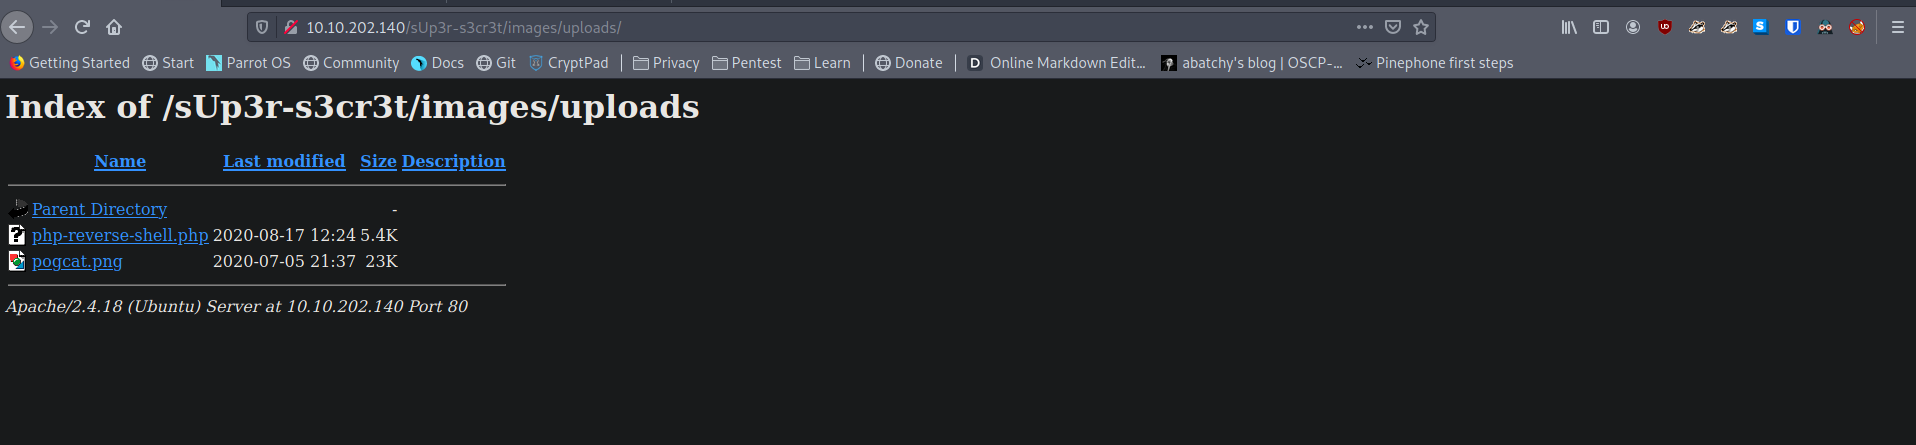 10.10.202.140/sUp3r-s3cr3t/images/uploads/
Getting Started Start Parrot OS Community Docs Git CryptPad Privacy Pentest Learn Donate D Online Markdown Edit... abatchy's blog | OSCP-... Pinephone first steps
Index of /sUp3r-s3cr3t/images/uploads
Name Last modified Size Description
Parent Directory -
php-reverse-shell.php 2020-08-17 12:24 5.4K
pogcat.png 2020-07-05 21:37 23K
Apache/2.4.18 (Ubuntu) Server at 10.10.202.140 Port 80